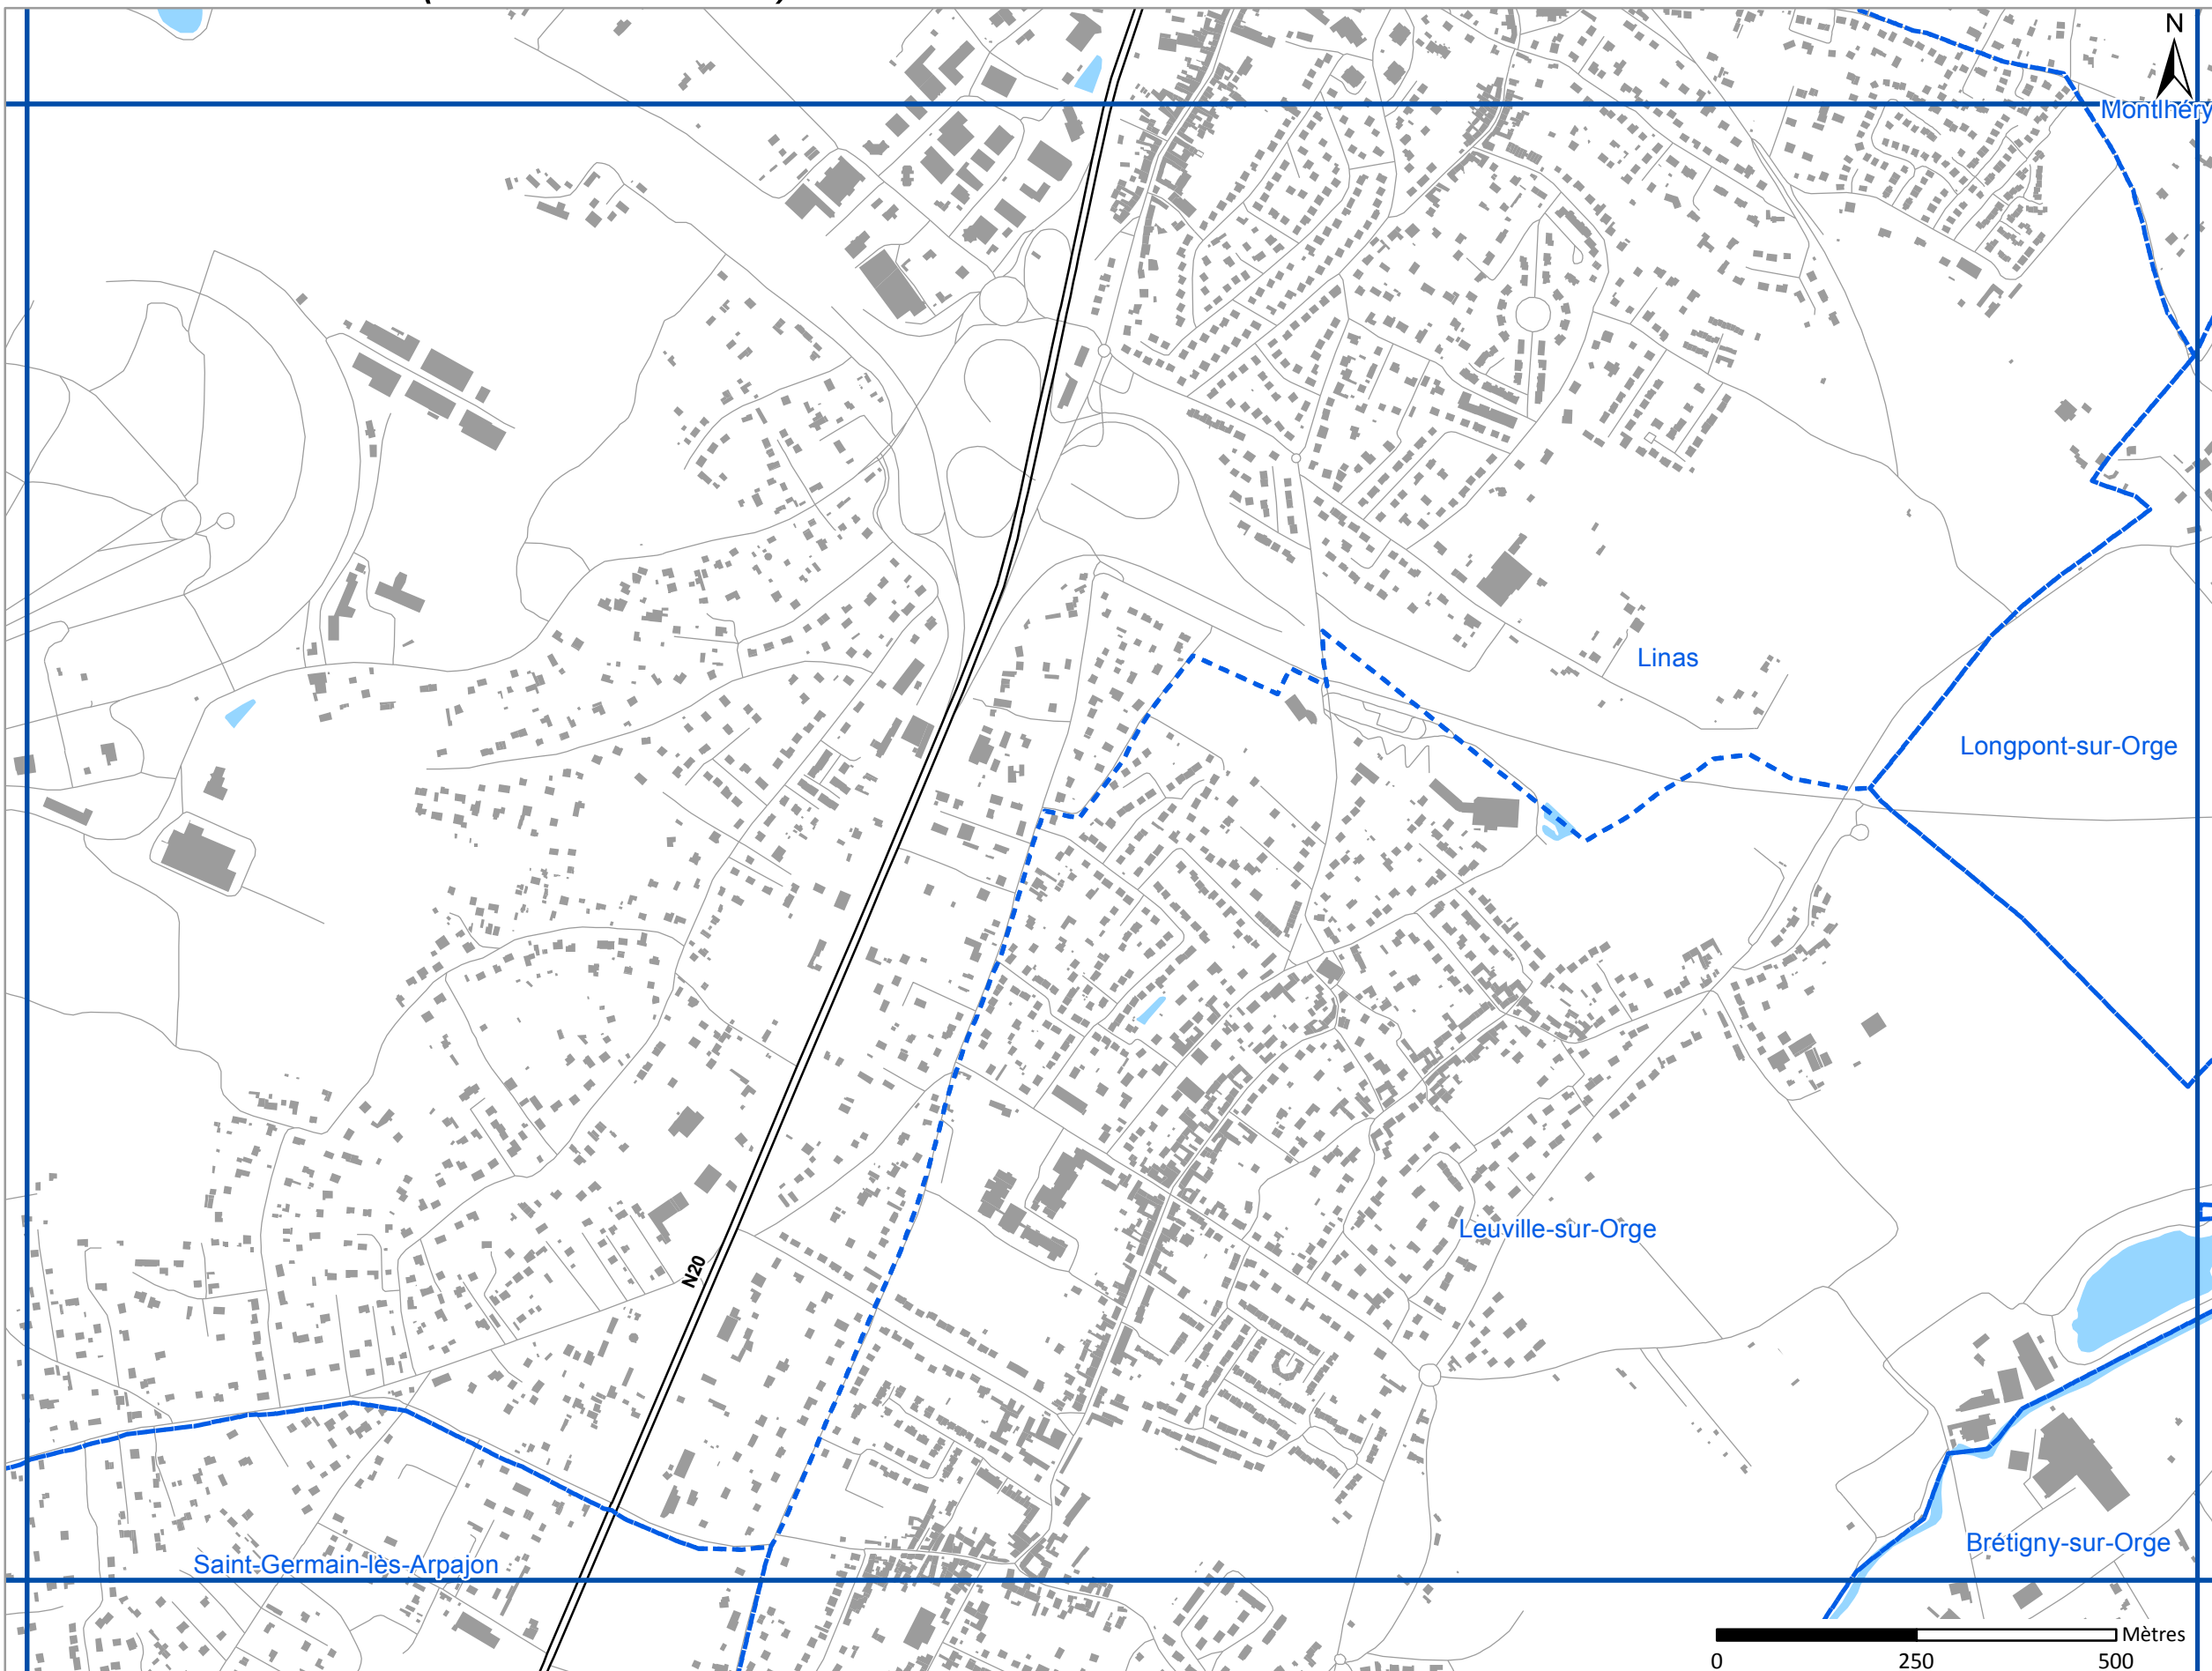 N
Montlhéry
Linas
Longpont-sur-Orge
Leuville-sur-Orge
N20
Brétigny-sur-Orge
Saint-Germain-lès-Arpajon
Mètres
0 250 500